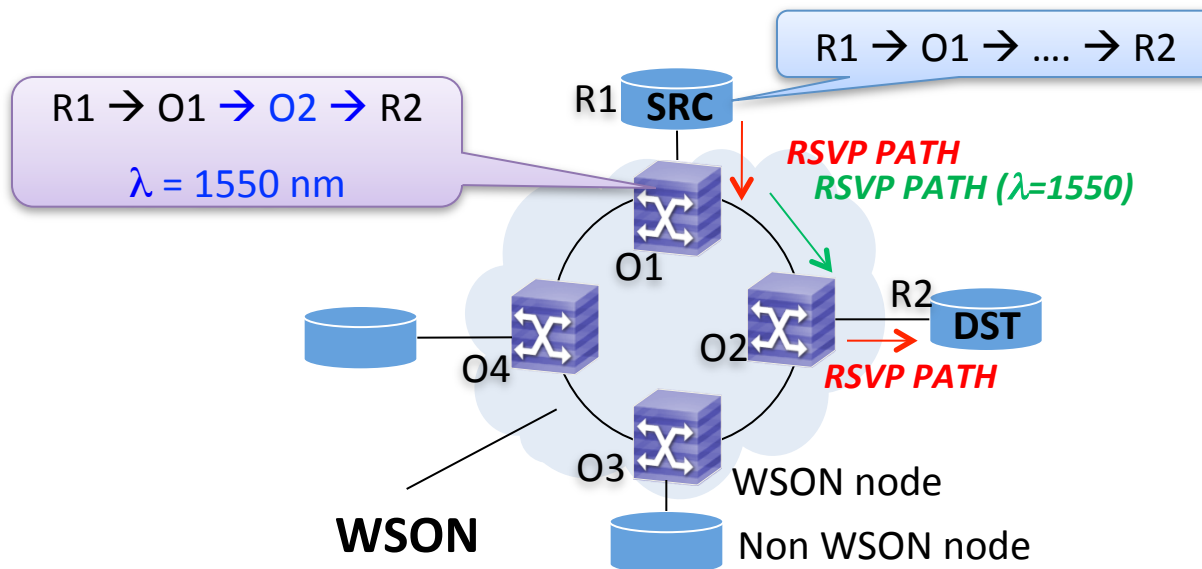 R1 → O1 → .... → R2
R1 → O1 → O2 → R2
λ = 1550 nm
R1
SRC
RSVP PATH
RSVP PATH (λ=1550)
O1
R2
DST
O2
O4
RSVP PATH
O3
WSON node
WSON
Non WSON node